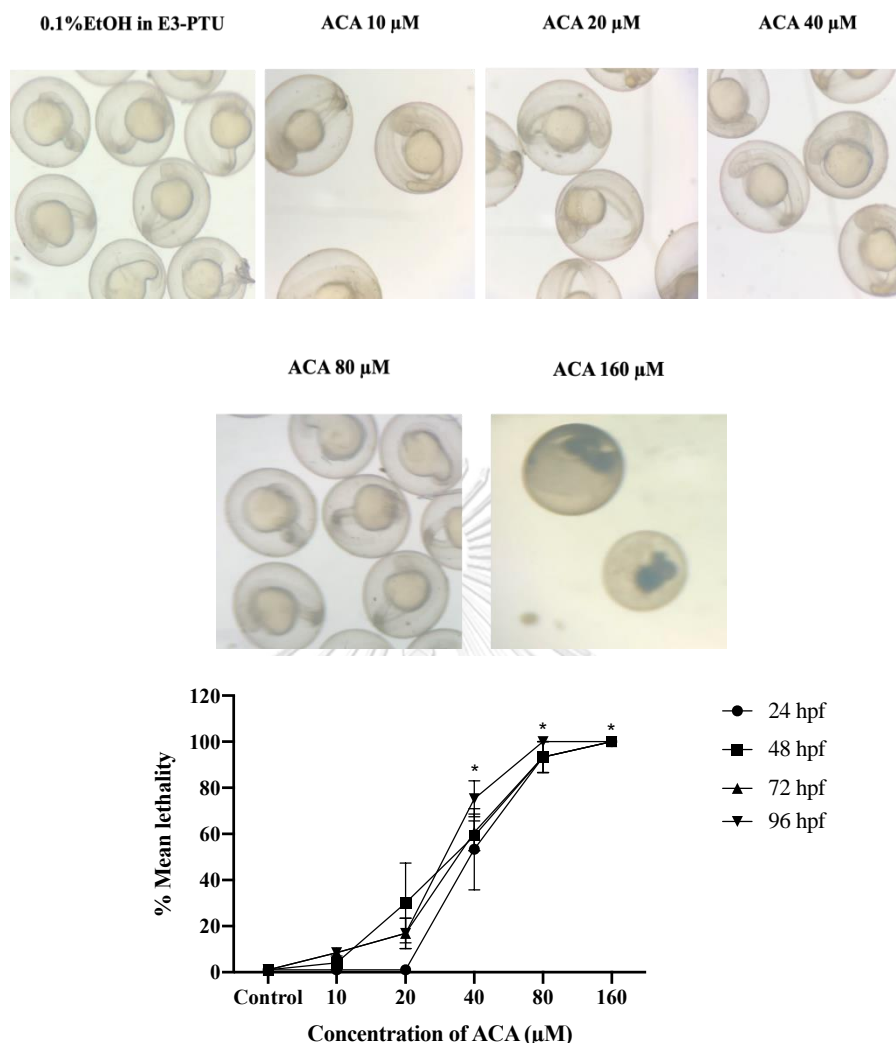 0.1%EtOH in E3-PTU
ACA 10 μM
ACA 20 μM
ACA 40 μM
ACA 80 μM
ACA 160 μM
120
100
80
60
40
20
0
% Mean lethality
* * *
Control 10 20 40 80 160
Concentration of ACA (μM)
24 hpf
48 hpf
72 hpf
96 hpf